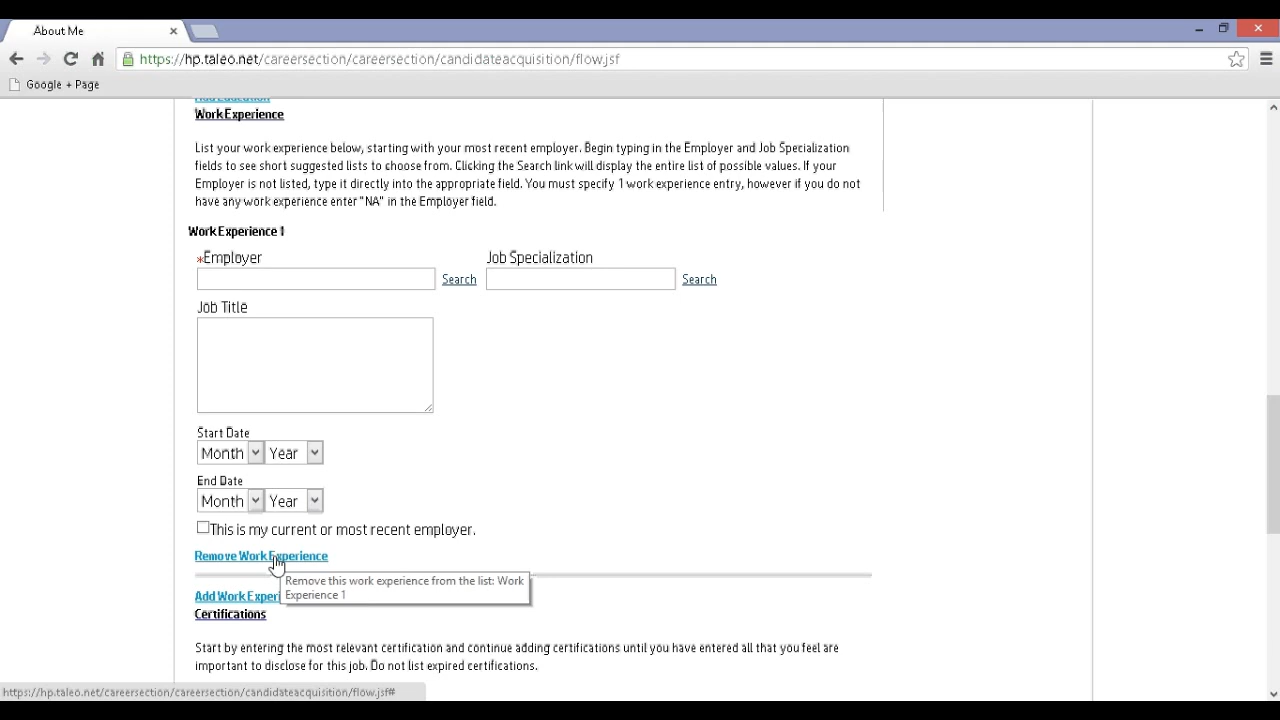 About Me
https://hp.taleo.net/careersection/careersection/candidateacquisition/flow.jsf
Google + Page
Add Education
Work Experience
List your work experience below, starting with your most recent employer. Begin typing in the Employer and Job Specialization
fields to see short suggested lists to choose from. Clicking the Search link will display the entire list of possible values. If your
Employer is not listed, type it directly into the appropriate field. You must specify 1 work experience entry, however if you do not
have any work experience enter "NA" in the Employer field.
Work Experience 1
*Employer Job Specialization
Search Search
Job Title
Start Date
Month Year
End Date
Month Year
This is my current or most recent employer.
Remove Work Experience
Remove this work experience from the list: Work
Experience 1
Add Work Experi
Certifications
Start by entering the most relevant certification and continue adding certifications until you have entered all that you feel are
important to disclose for this job. Do not list expired certifications.
https://hp.taleo.net/careersection/careersection/candidateacquisition/flow.jsf#